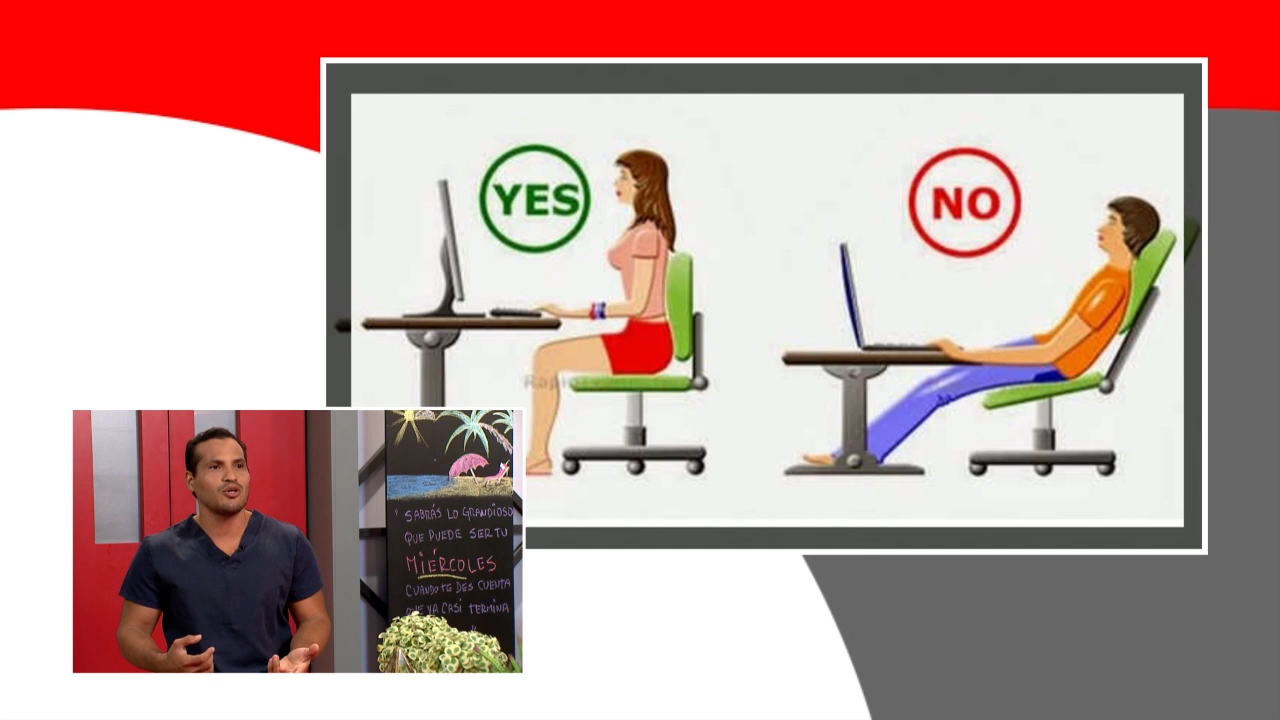 YES
NO
" SABRÁS LO GRANDIOSO
QUE PUEDE SER TU
MIÉRCOLES
CUANDO TE DES CUENTA
QUE YA CASI TERMINA
"